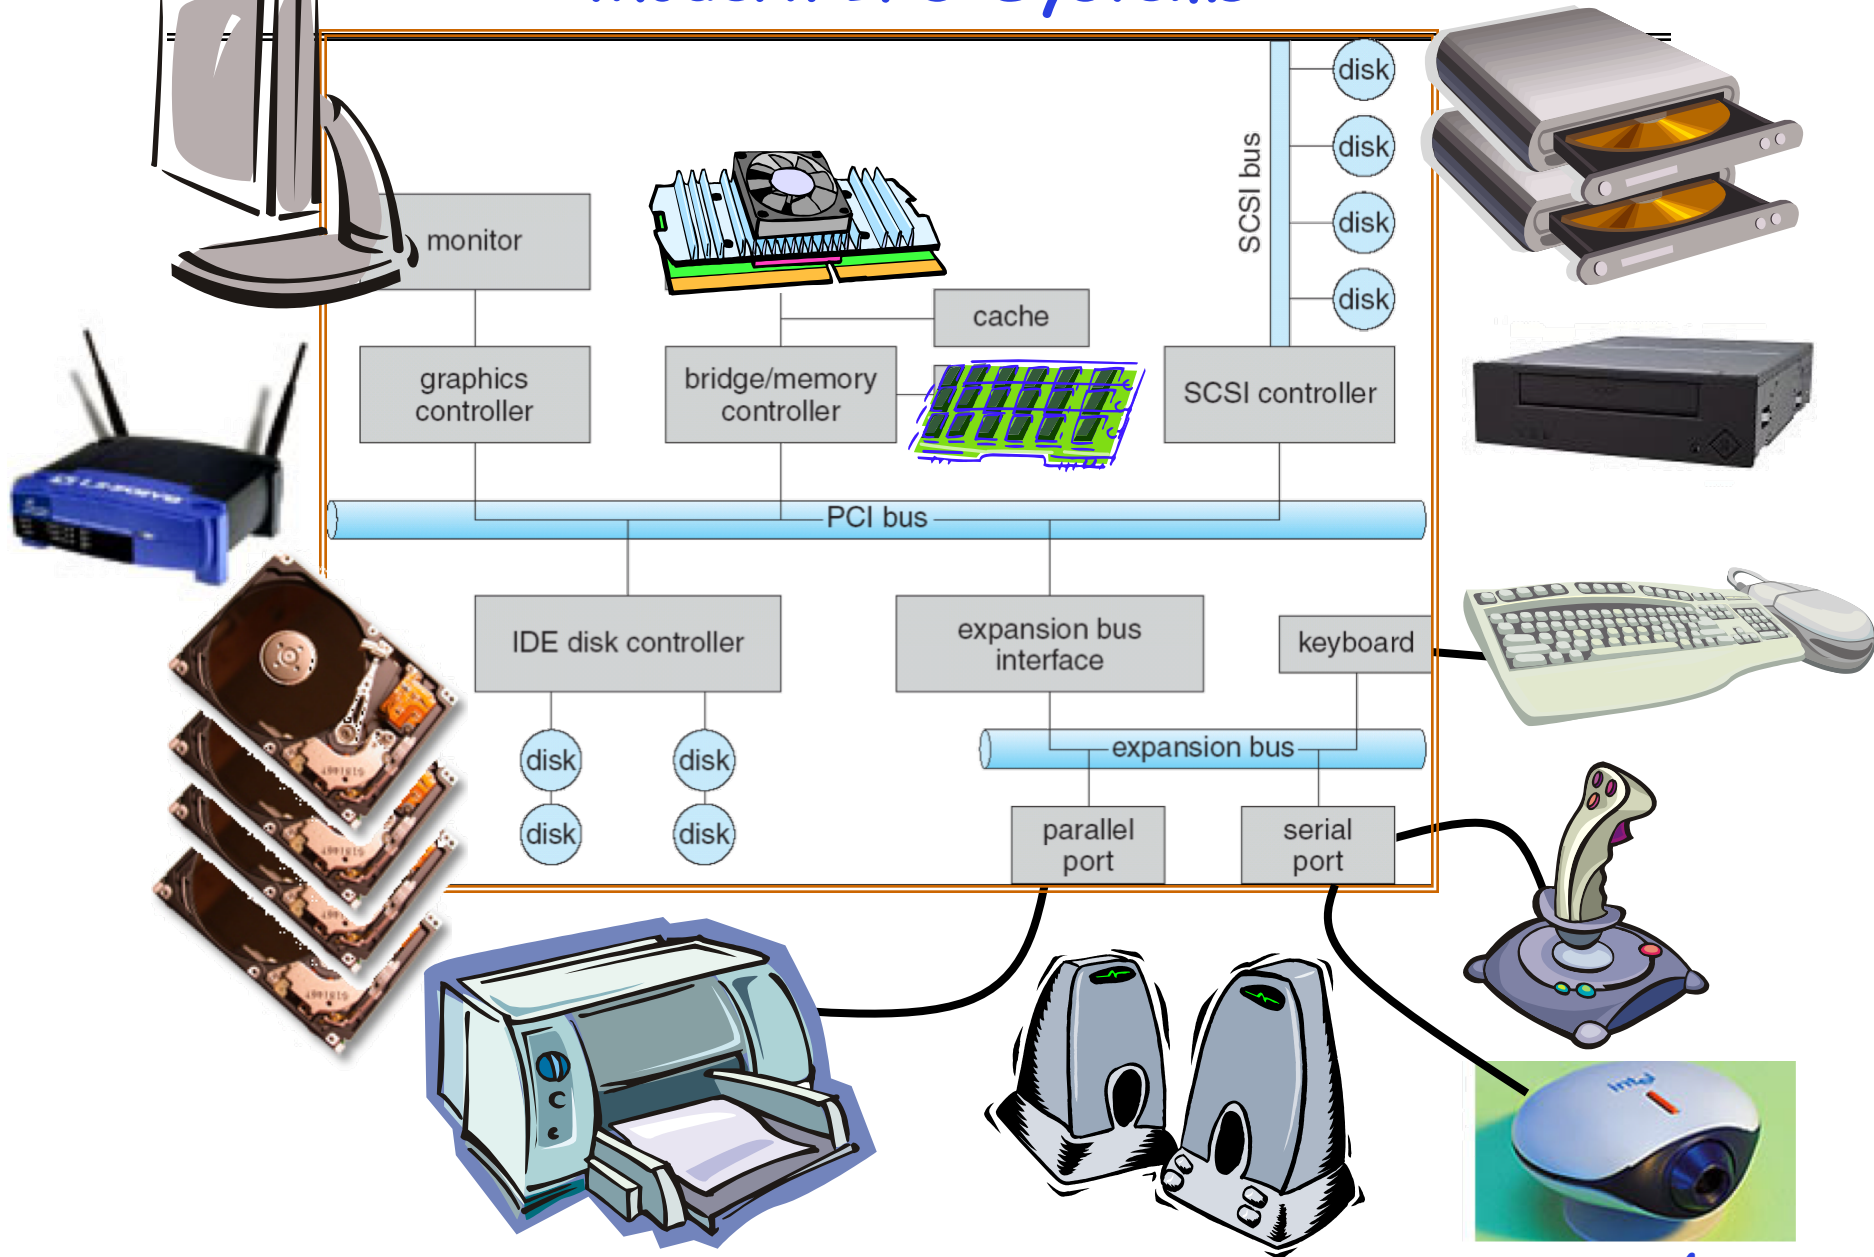 SCSI bus
disk
disk
disk
disk
monitor
cache
graphics
controller
bridge/memory
controller
SCSI controller
PCI bus
IDE disk controller
expansion bus
interface
keyboard
expansion bus
disk
disk
disk
disk
parallel
port
serial
port
intel